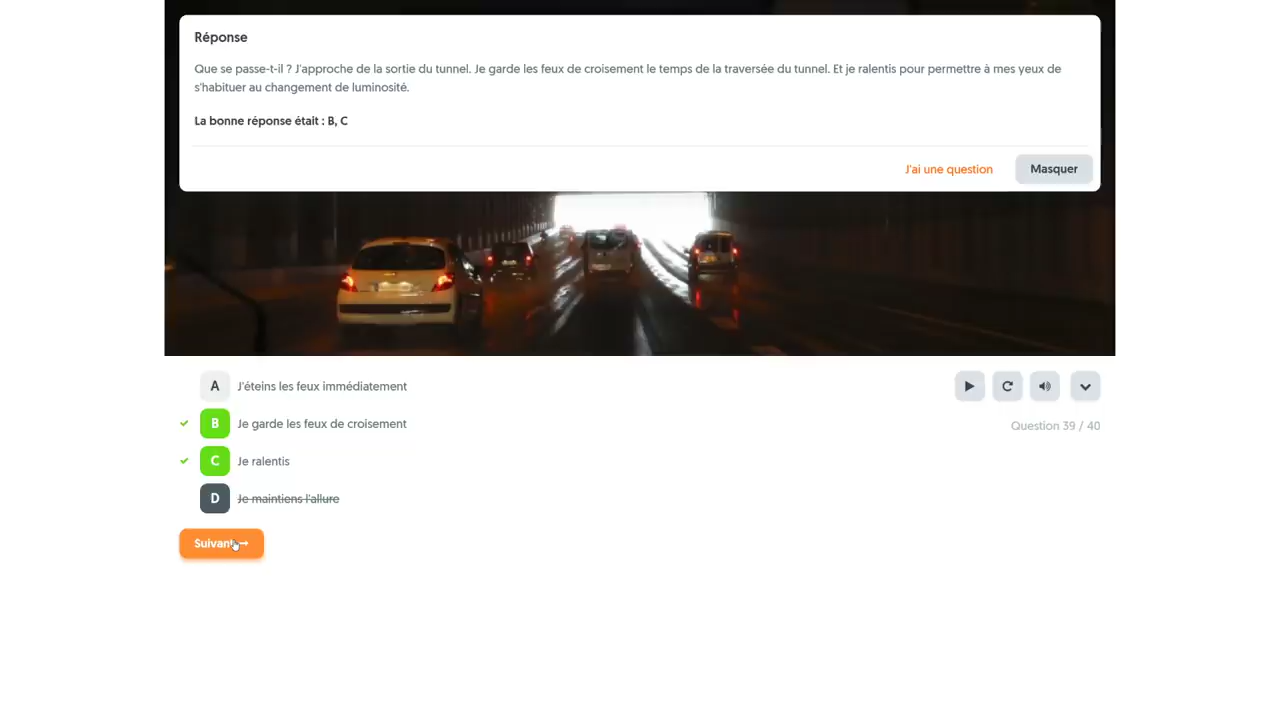 Réponse
Que se passe-t-il ? J'approche de la sortie du tunnel. Je garde les feux de croisement le temps de la traversée du tunnel. Et je ralentis pour permettre à mes yeux de
s'habituer au changement de luminosité.
La bonne réponse était : B, C
J'ai une question
Masquer
A J'éteins les feux immédiatement
B Je garde les feux de croisement
Question 39 / 40
C Je ralentis
D Je maintiens l'allure
Suivant →